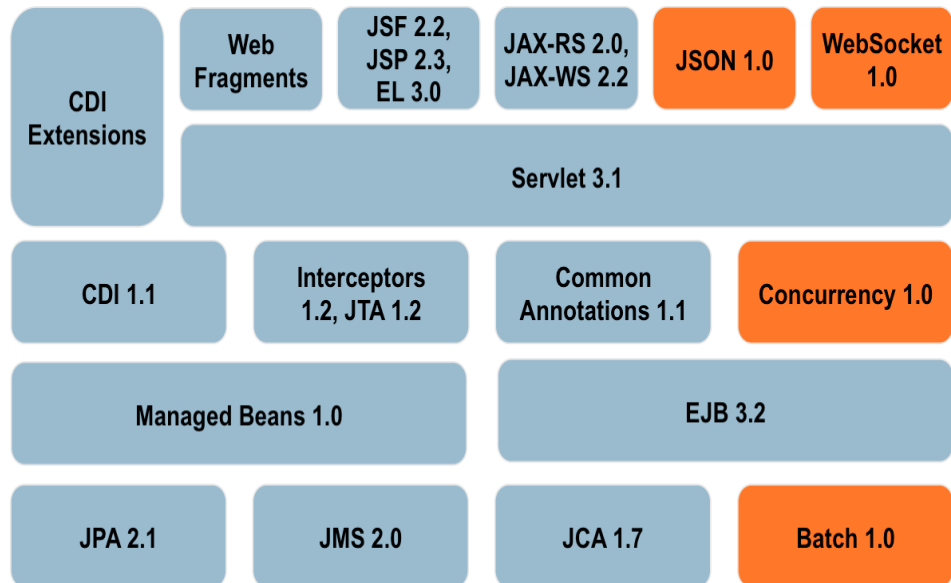 CDI
Extensions
Web
Fragments
JSF 2.2,
JSP 2.3,
EL 3.0
JAX-RS 2.0,
JAX-WS 2.2
JSON 1.0
WebSocket
1.0
Servlet 3.1
CDI 1.1
Interceptors
1.2, JTA 1.2
Common
Annotations 1.1
Concurrency 1.0
Managed Beans 1.0
EJB 3.2
JPA 2.1
JMS 2.0
JCA 1.7
Batch 1.0